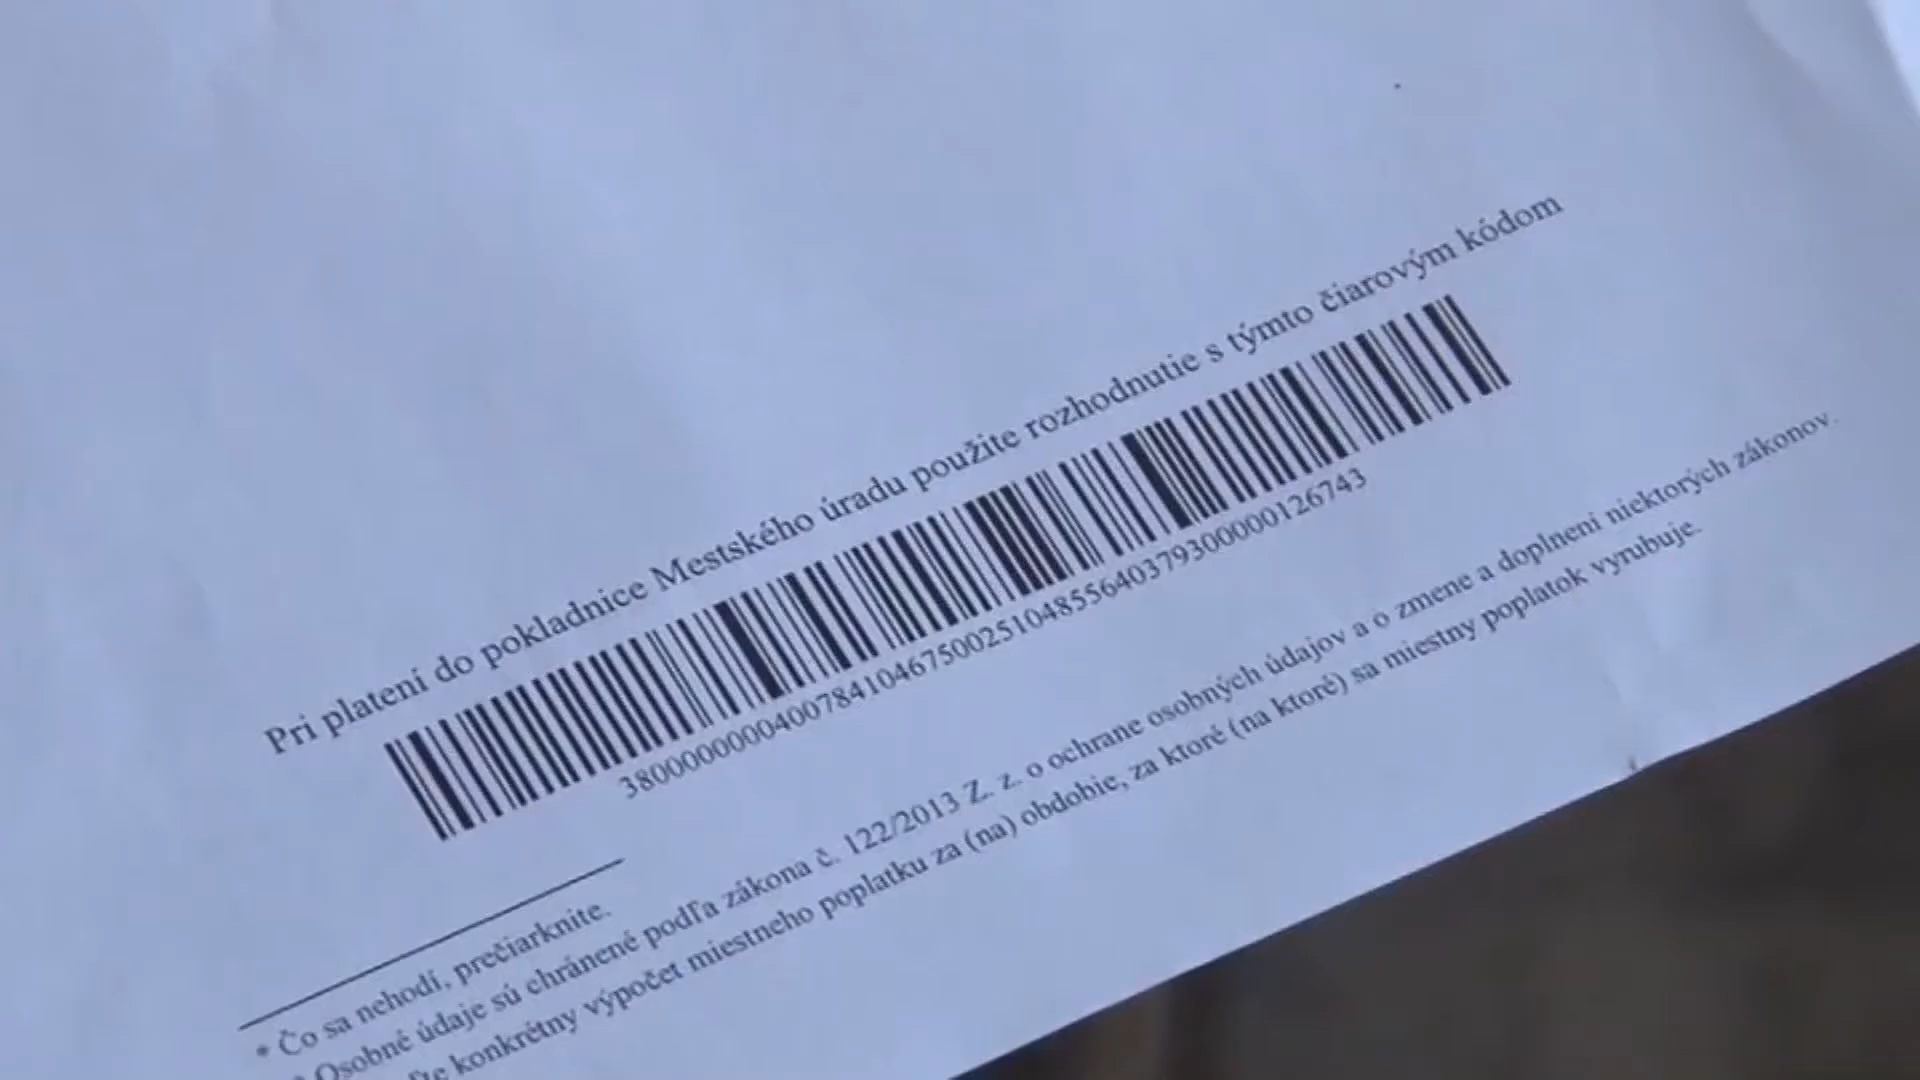 Pri platení do pokladnice Mestského úradu použite rozhodnutie s týmto čiarovým kódom
38000000040078410467500251048556403793000001​26743
* Čo sa nehodí, prečiarknite.
Osobné údaje sú chránené podľa zákona č. 122/2013 Z. z. o ochrane osobných údajov a o zmene a doplnení niektorých zákonov.
konkrétny výpočet miestneho poplatku za (na) obdobie, za ktoré (na ktoré) sa miestny poplatok vyrubuje.